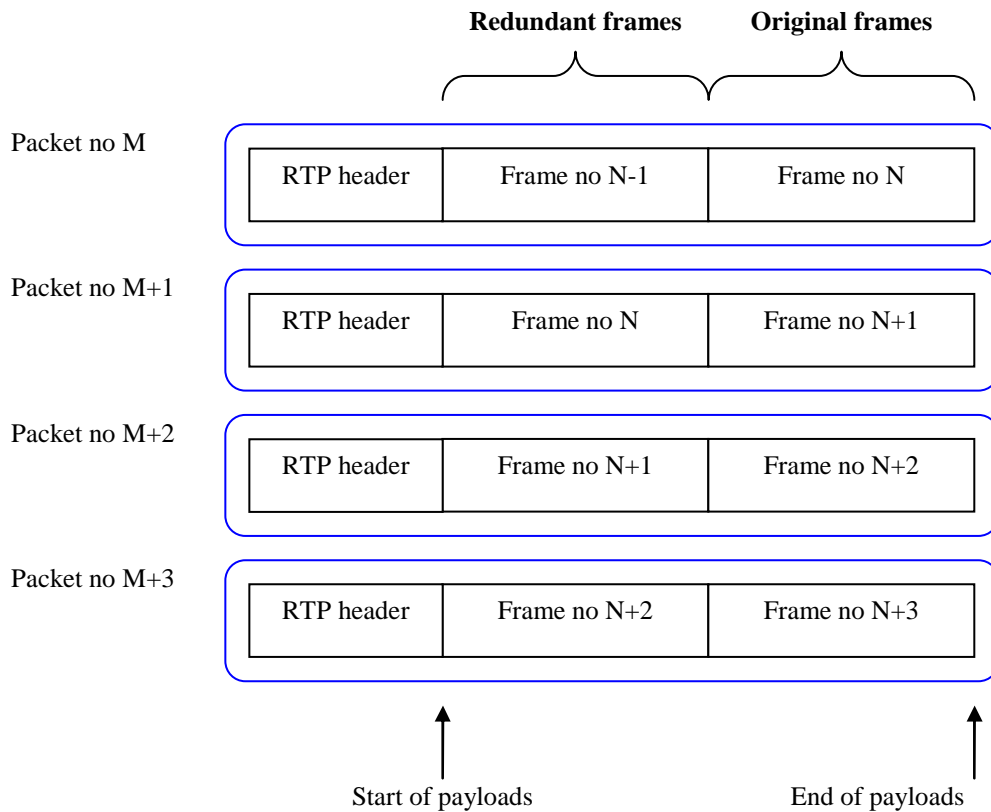 Redundant frames Original frames
Packet no M
RTP header Frame no N-1 Frame no N
Packet no M+1
RTP header Frame no N Frame no N+1
Packet no M+2
RTP header Frame no N+1 Frame no N+2
Packet no M+3
RTP header Frame no N+2 Frame no N+3
Start of payloads End of payloads